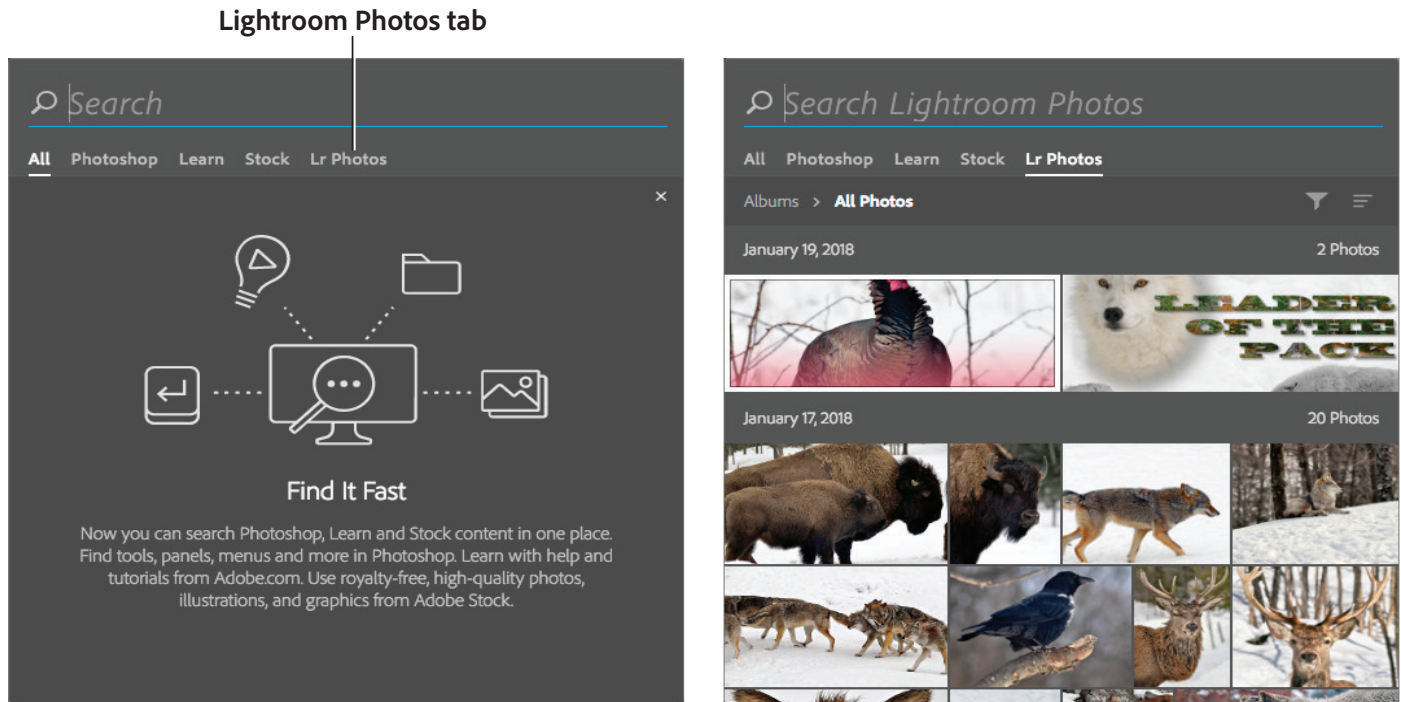 Lightroom Photos tab
Search
All Photoshop Learn Stock Lr Photos
×
Find It Fast
Now you can search Photoshop, Learn and Stock content in one place.
Find tools, panels, menus and more in Photoshop. Learn with help and
tutorials from Adobe.com. Use royalty-free, high-quality photos,
illustrations, and graphics from Adobe Stock.
Search Lightroom Photos
All Photoshop Learn Stock Lr Photos
Albums > All Photos
January 19, 2018 2 Photos
LEADER
OF THE
PACK
January 17, 2018 20 Photos